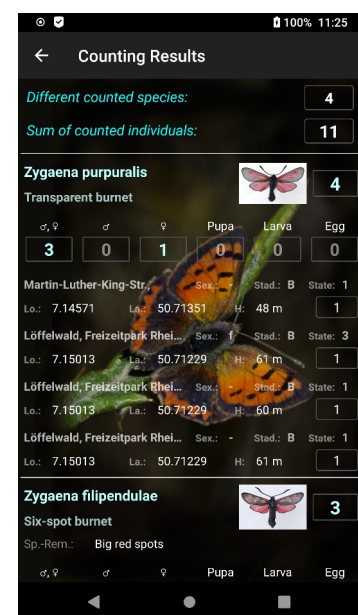 100% 11:25
Counting Results
Different counted species: 4
Sum of counted individuals: 11
Zygaena purpuralis 4
Transparent burnet
♂,♀ ♂ ♀ Pupa Larva Egg
3 0 1 0 0 0
Martin-Luther-King-Str., Sex.: - Stad.: B State: 1
Lo.: 7.14571 La.: 50.71351 H: 48 m 1
Löffelwald, Freizeitpark Rhei... Sex.: f Stad.: B State: 3
Lo.: 7.15013 La.: 50.71229 H: 61 m 1
Löffelwald, Freizeitpark Rhei... Sex.: - Stad.: B State: 1
Lo.: 7.15013 La.: 50.71229 H: 60 m 1
Löffelwald, Freizeitpark Rhei... Sex.: - Stad.: B State: 1
Lo.: 7.15013 La.: 50.71229 H: 61 m 1
Zygaena filipendulae 3
Six-spot burnet
Sp.-Rem.: Big red spots
♂,♀ ♂ ♀ Pupa Larva Egg